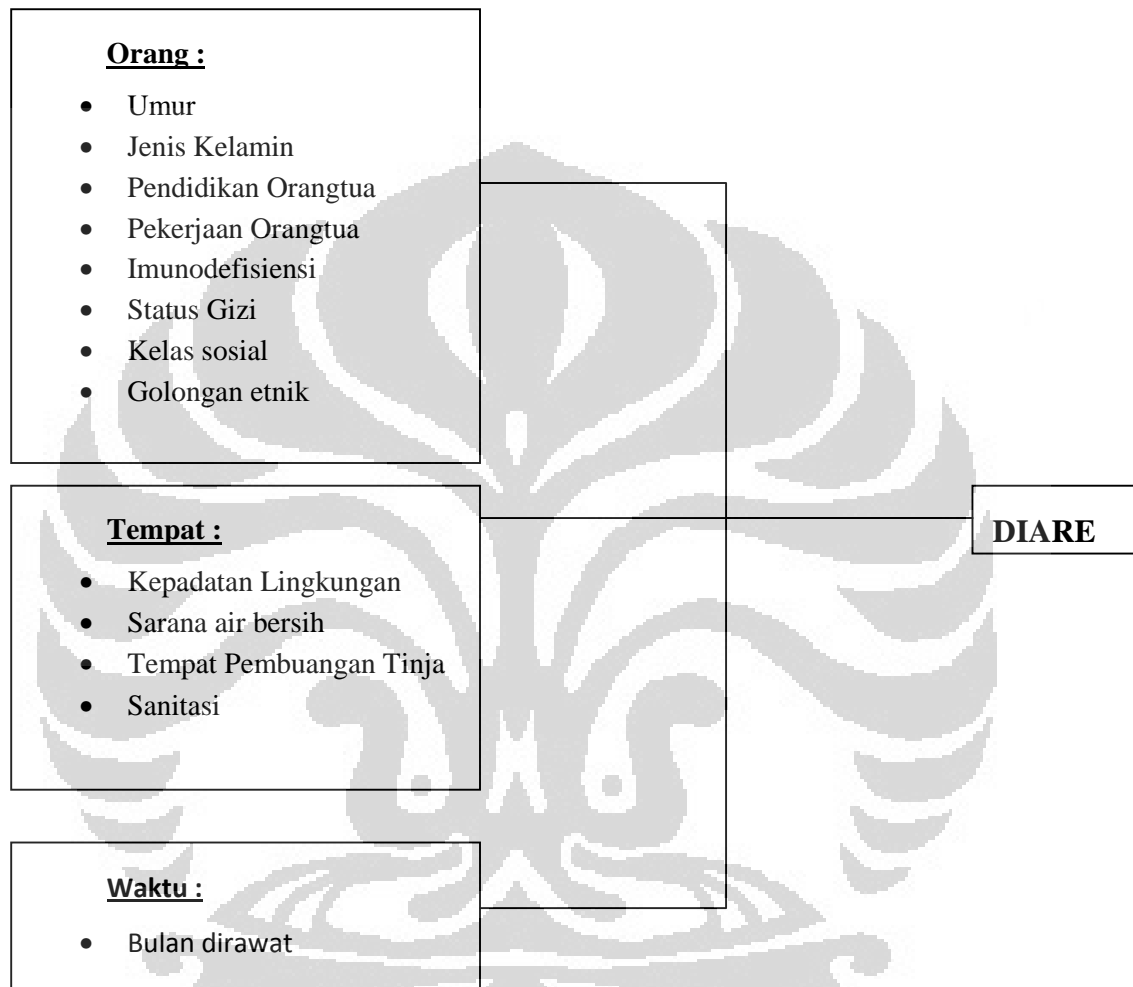 Orang :
• Umur
• Jenis Kelamin
• Pendidikan Orangtua
• Pekerjaan Orangtua
• Imunodefisiensi
• Status Gizi
• Kelas sosial
• Golongan etnik
Tempat :
• Kepadatan Lingkungan
• Sarana air bersih
• Tempat Pembuangan Tinja
• Sanitasi
DIARE
Waktu :
• Bulan dirawat